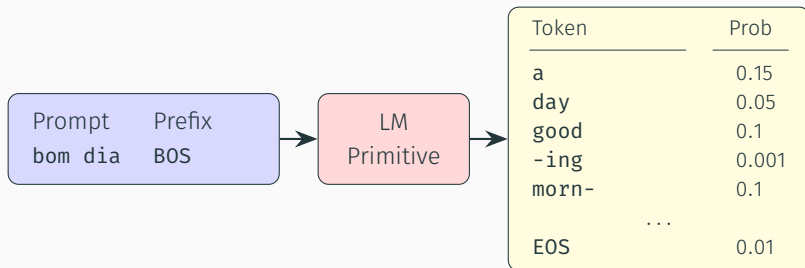 Prompt Prefix
bom dia BOS
LM
Primitive
Token Prob
a 0.15
day 0.05
good 0.1
-ing 0.001
morn- 0.1
...
EOS 0.01